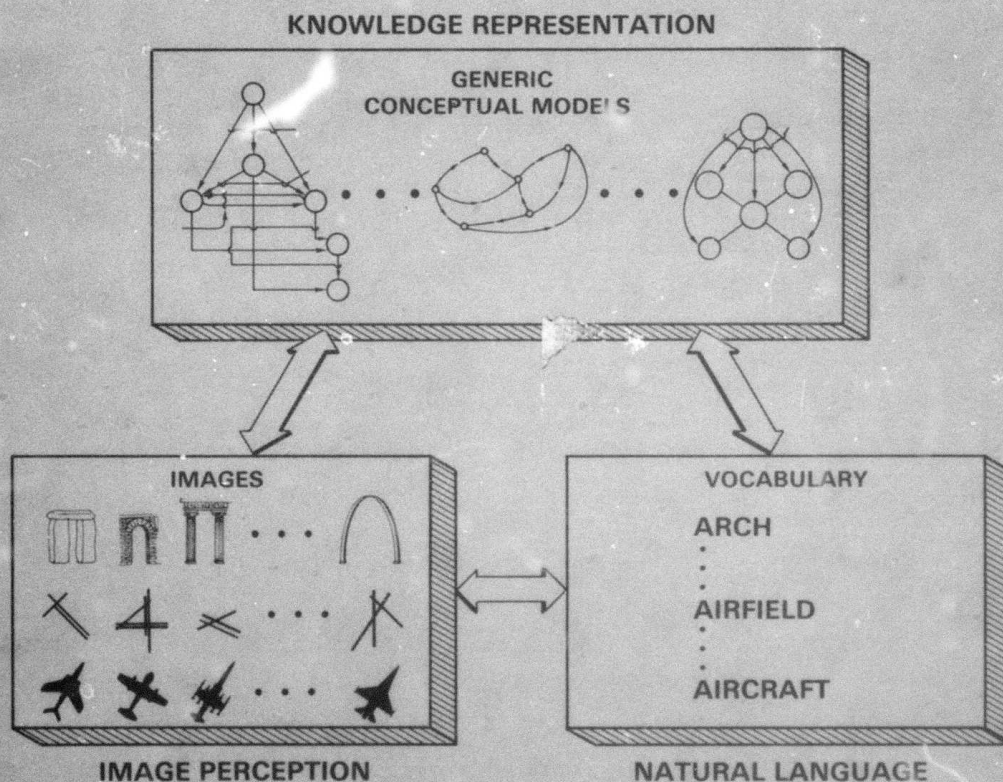 KNOWLEDGE REPRESENTATION
GENERIC
CONCEPTUAL MODELS
IMAGES
VOCABULARY
ARCH
AIRFIELD
AIRCRAFT
IMAGE PERCEPTION
NATURAL LANGUAGE